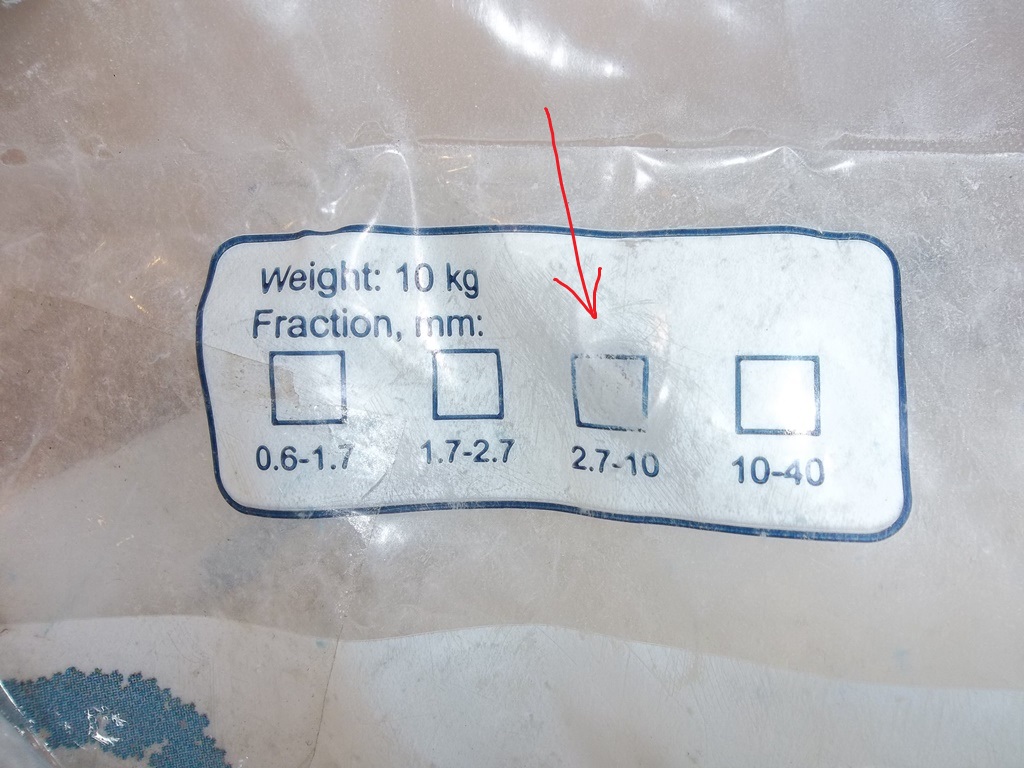 Weight: 10 kg
Fraction, mm:
0.6-1.7 1.7-2.7 2.7-10 10-40